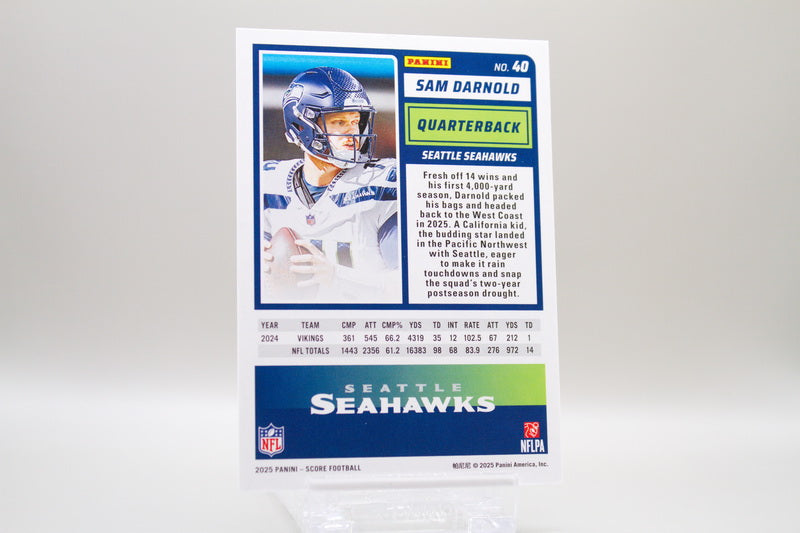 PANINI
NO. 40
SAM DARNOLD
QUARTERBACK
SEATTLE SEAHAWKS
Fresh off 14 wins and
his first 4,000-yard
season, Darnold packed
his bags and headed
back to the West Coast
in 2025. A California kid,
the budding star landed
in the Pacific Northwest
with Seattle, eager
to make it rain
touchdowns and snap
the squad's two-year
postseason drought.
YEAR TEAM CMP ATT CMP% YDS TD INT RATE ATT YDS TD
2024 VIKINGS 361 545 66.2 4319 35 12 102.5 67 212 1
NFL TOTALS 1443 2356 61.2 16383 98 68 83.9 276 972 14
SEATTLE
SEAHAWKS
NFL
NFLPA
2025 PANINI – SCORE FOOTBALL
帕尼尼 © 2025 Panini America, Inc.